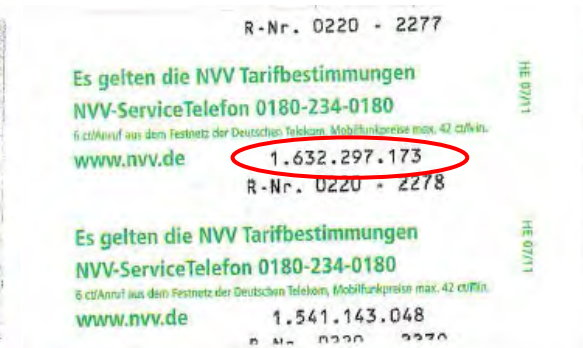 R-Nr. 0220 - 2277
Es gelten die NVV Tarifbestimmungen
HE 07/11
NVV-ServiceTelefon 0180-234-0180
6 ct/Anruf aus dem Festnetz der Deutschen Telekom, Mobilfunkpreise max. 42 ct/Min.
www.nvv.de 1.632.297.173
R-Nr. 0220 - 2278
Es gelten die NVV Tarifbestimmungen
HE 07/11
NVV-ServiceTelefon 0180-234-0180
6 ct/Anruf aus dem Festnetz der Deutschen Telekom, Mobilfunkpreise max. 42 ct/Min.
www.nvv.de 1.541.143.048